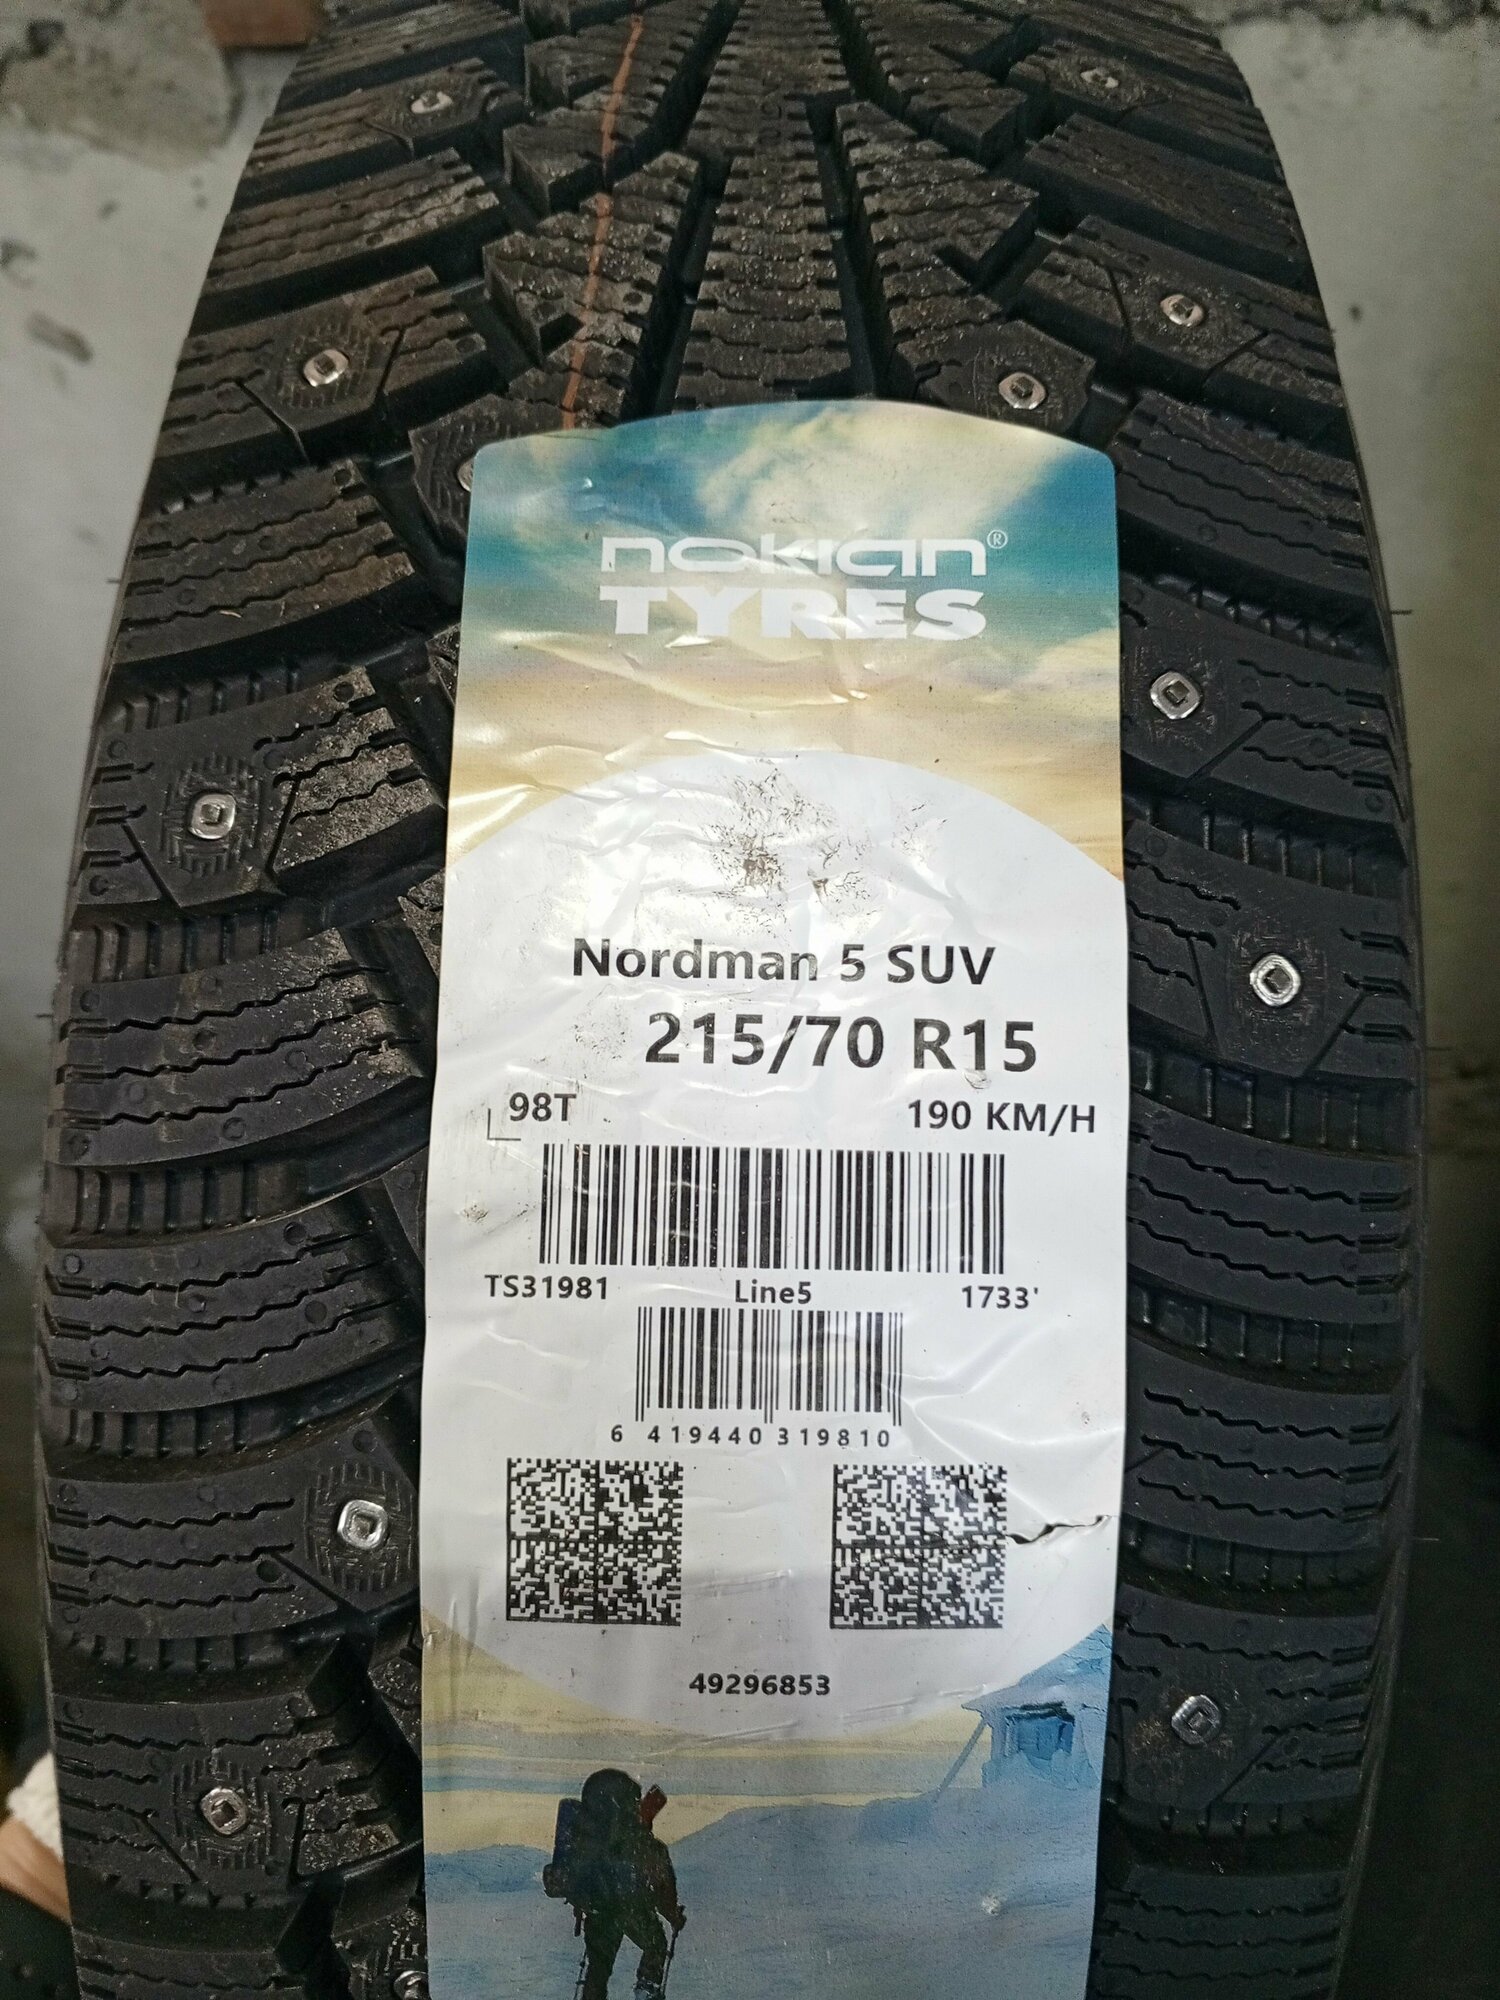 nokian®
TYRES
Nordman 5 SUV
215/70 R15
98T 190 KM/H
TS31981 Line5 1733'
6 419440 319810
49296853